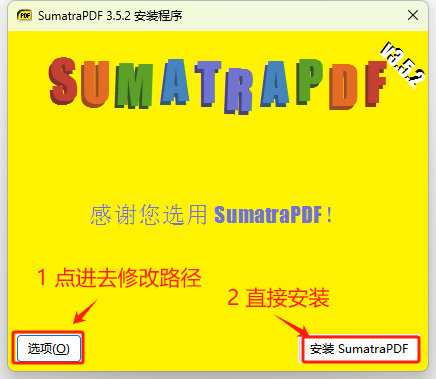 PDF SumatraPDF 3.5.2 安装程序
SUMATRAPDF
v3.5.2
感谢您选用 SumatraPDF！
1 点进去修改路径
2 直接安装
选项(O)
安装 SumatraPDF